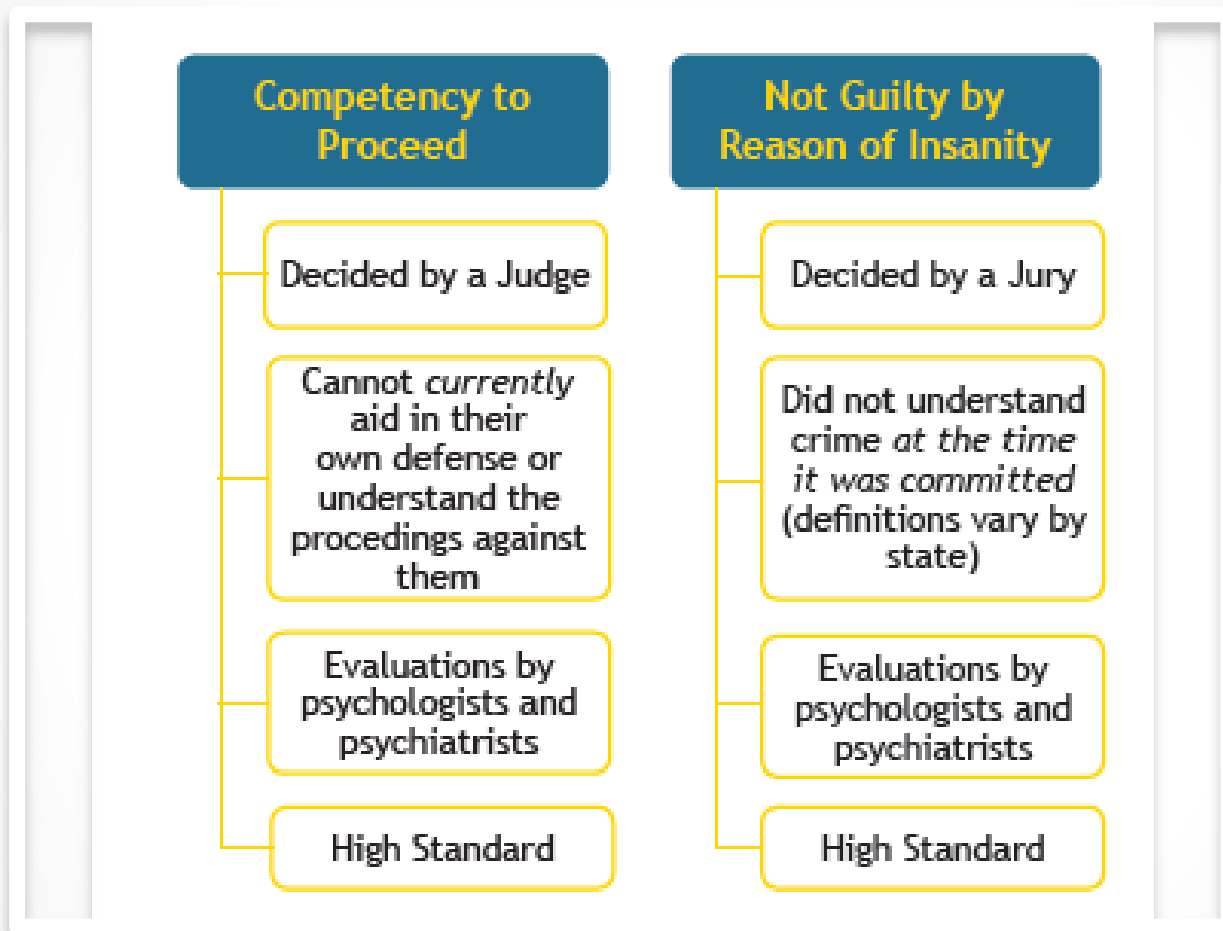 Competency to
Proceed
Decided by a Judge
Cannot currently
aid in their
own defense or
understand the
procedings against
them
Evaluations by
psychologists and
psychiatrists
High Standard
Not Guilty by
Reason of Insanity
Decided by a Jury
Did not understand
crime at the time
it was committed
(definitions vary by
state)
Evaluations by
psychologists and
psychiatrists
High Standard